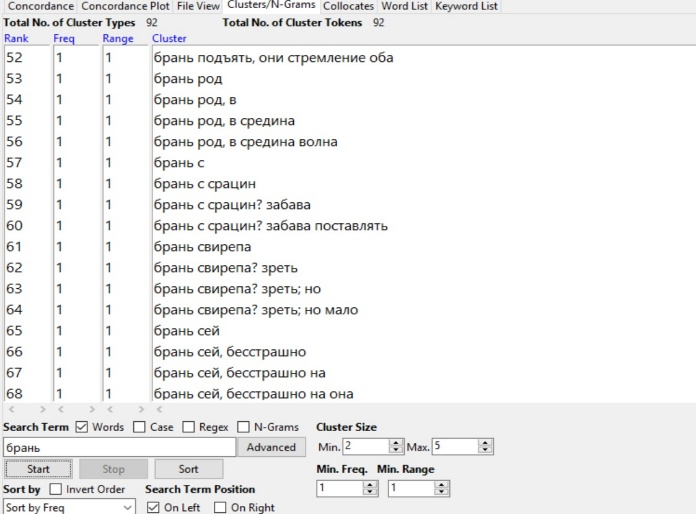 Concordance Concordance Plot File View Clusters/N-Grams Collocates Word List Keyword List
Total No. of Cluster Types 92 Total No. of Cluster Tokens 92
Rank Freq Range Cluster
52 1 1 брань подъять, они стремление оба
53 1 1 брань род
54 1 1 брань род, в
55 1 1 брань род, в средина
56 1 1 брань род, в средина волна
57 1 1 брань с
58 1 1 брань с срацин
59 1 1 брань с срацин? забава
60 1 1 брань с срацин? забава поставлять
61 1 1 брань свирепа
62 1 1 брань свирепа? зреть
63 1 1 брань свирепа? зреть; но
64 1 1 брань свирепа? зреть; но мало
65 1 1 брань сей
66 1 1 брань сей, бесстрашно
67 1 1 брань сей, бесстрашно на
68 1 1 брань сей, бесстрашно на она
Search Term Words Case Regex N-Grams Cluster Size
брань Advanced Min. 2 Max. 5
Start Stop Sort Min. Freq. Min. Range
Sort by Invert Order Search Term Position 1 1
Sort by Freq On Left On Right